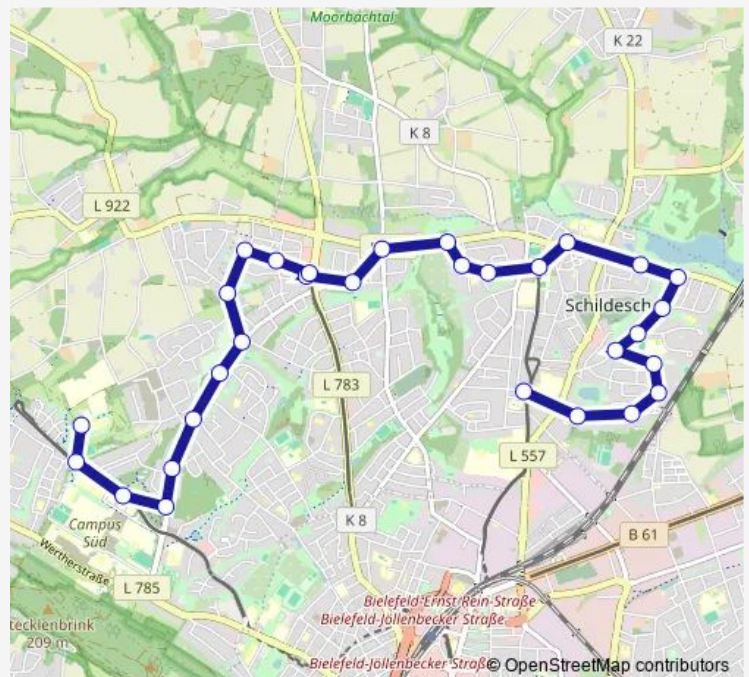 Moorbachtal
K 22
K 8
L 922
Schildesch
L 783
L 557
K 8
Campus
Süd
Wertherstraße
B 61
L 785
Bielefeld-Ernst-Rein-Straße
Bielefeld-Jöllenbecker Straße
tecklenbrink
209 m
Bielefeld-Jöllenbecker Straß
© OpenStreetMap contributors